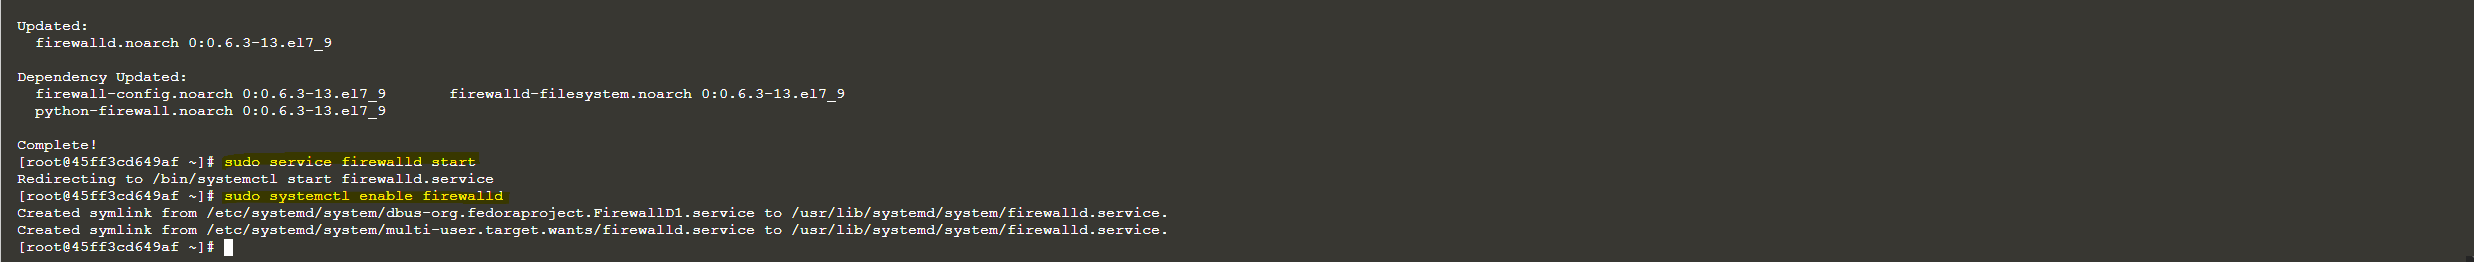 Updated:
firewalld.noarch 0:0.6.3-13.el7_9
Dependency Updated:
firewall-config.noarch 0:0.6.3-13.el7_9 firewalld-filesystem.noarch 0:0.6.3-13.el7_9
python-firewall.noarch 0:0.6.3-13.el7_9
Complete!
[root@45ff3cd649af ~]# sudo service firewalld start
Redirecting to /bin/systemctl start firewalld.service
[root@45ff3cd649af ~]# sudo systemctl enable firewalld
Created symlink from /etc/systemd/system/dbus-org.fedoraproject.FirewallD1.service to /usr/lib/systemd/system/firewalld.service.
Created symlink from /etc/systemd/system/multi-user.target.wants/firewalld.service to /usr/lib/systemd/system/firewalld.service.
[root@45ff3cd649af ~]#